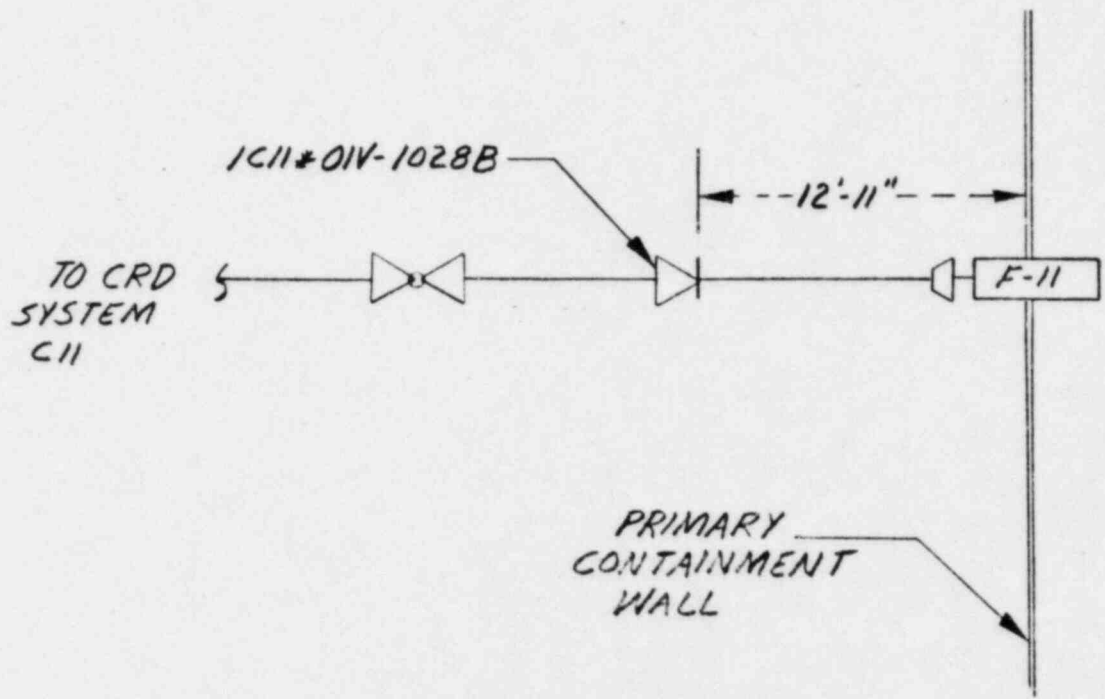 1C11*01V-1028B
12'-11"
TO CRD
SYSTEM
C11
F-11
PRIMARY
CONTAINMENT
WALL